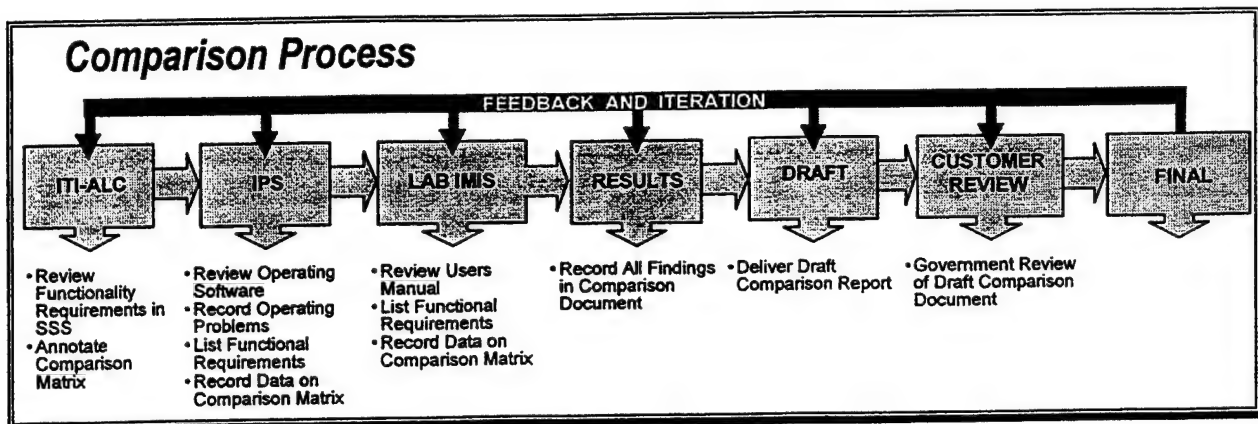 Comparison Process
FEEDBACK AND ITERATION
ITI-ALC
IPS
LAB IMIS
RESULTS
DRAFT
CUSTOMER
REVIEW
FINAL
•Review
Functionality
Requirements in
SSS
•Annotate
Comparison
Matrix
•Review Operating
Software
•Record Operating
Problems
•List Functional
Requirements
•Record Data on
Comparison Matrix
•Review Users
Manual
•List Functional
Requirements
•Record Data on
Comparison Matrix
•Record All Findings
in Comparison
Document
•Deliver Draft
Comparison Report
•Government Review
of Draft Comparison
Document